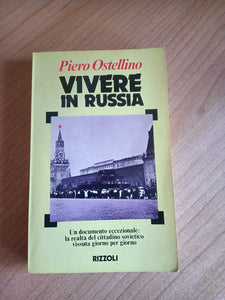 Piero Ostellino
VIVERE
IN RUSSIA
Un documento eccezionale:
la realtà del cittadino sovietico
vissuta giorno per giorno
RIZZOLI